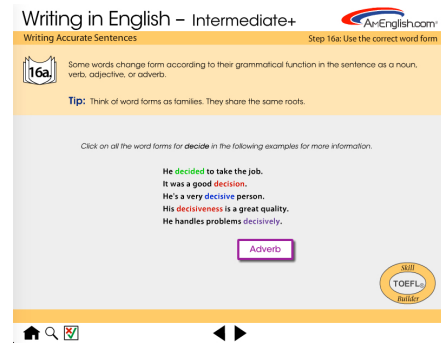 Writing in English – Intermediate+
AmEnglish.com
Writing Accurate Sentences
Step 16a: Use the correct word form
16a.
Some words change form according to their grammatical function in the sentence as a noun,
verb, adjective, or adverb.
Tip: Think of word forms as families. They share the same roots.
Click on all the word forms for decide in the following examples for more information.
He decided to take the job.
It was a good decision.
He's a very decisive person.
His decisiveness is a great quality.
He handles problems decisively.
Adverb
Skill
TOEFL®
Builder